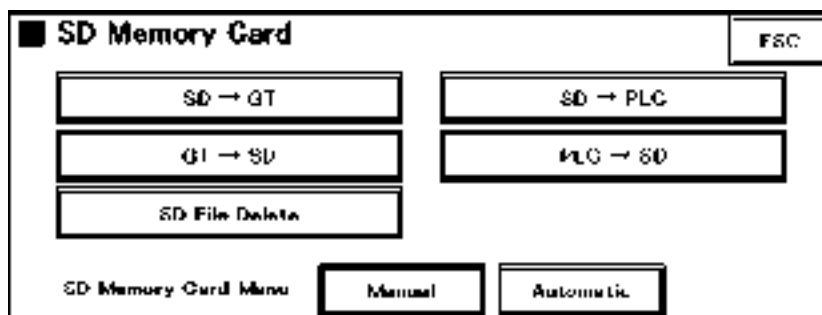 SD Memory Card
ESC
SD → GT
SD → PLC
GT → SD
PLC → SD
SD File Delete
SD Memory Card Menu
Manual
Automatic